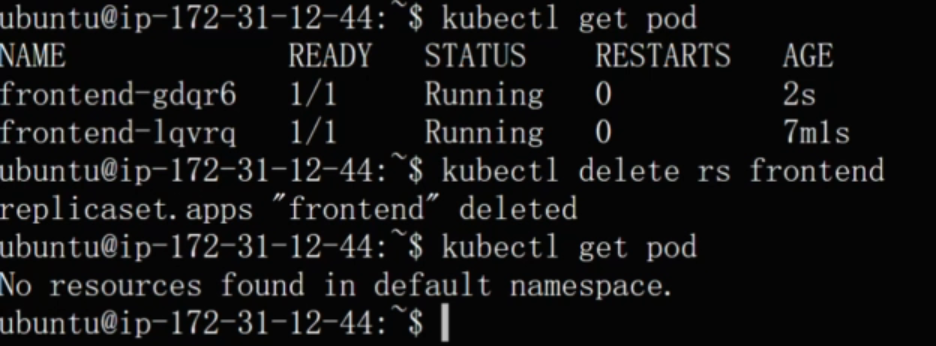 ubuntu@ip-172-31-12-44:~$ kubectl get pod
NAME             READY   STATUS    RESTARTS   AGE
frontend-gdqr6   1/1     Running   0          2s
frontend-lqvrq   1/1     Running   0          7m1s
ubuntu@ip-172-31-12-44:~$ kubectl delete rs frontend
replicaset.apps "frontend" deleted
ubuntu@ip-172-31-12-44:~$ kubectl get pod
No resources found in default namespace.
ubuntu@ip-172-31-12-44:~$